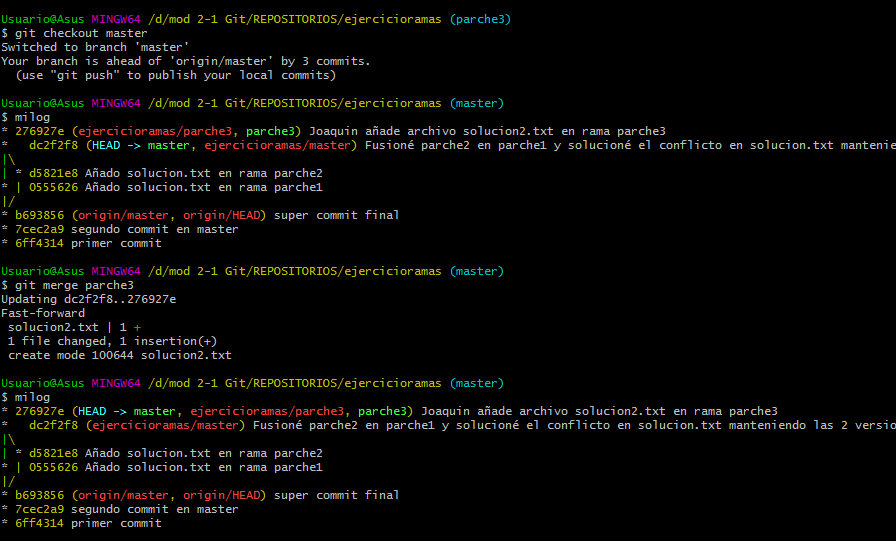 Usuario@Asus MINGW64 /d/mod 2-1 Git/REPOSITORIOS/ejercicioramas (parche3)
$ git checkout master
Switched to branch 'master'
Your branch is ahead of 'origin/master' by 3 commits.
  (use "git push" to publish your local commits)

Usuario@Asus MINGW64 /d/mod 2-1 Git/REPOSITORIOS/ejercicioramas (master)
$ milog
* 276927e (ejercicioramas/parche3, parche3) Joaquin añade archivo solucion2.txt en rama parche3
*   dc2f2f8 (HEAD -> master, ejercicioramas/master) Fusioné parche2 en parche1 y solucioné el conflicto en solucion.txt mantenie
|\
| * d5821e8 Añado solucion.txt en rama parche2
* | 0555626 Añado solucion.txt en rama parche1
|/
* b693856 (origin/master, origin/HEAD) super commit final
* 7cec2a9 segundo commit en master
* 6ff4314 primer commit

Usuario@Asus MINGW64 /d/mod 2-1 Git/REPOSITORIOS/ejercicioramas (master)
$ git merge parche3
Updating dc2f2f8..276927e
Fast-forward
 solucion2.txt | 1 +
 1 file changed, 1 insertion(+)
 create mode 100644 solucion2.txt

Usuario@Asus MINGW64 /d/mod 2-1 Git/REPOSITORIOS/ejercicioramas (master)
$ milog
* 276927e (HEAD -> master, ejercicioramas/parche3, parche3) Joaquin añade archivo solucion2.txt en rama parche3
*   dc2f2f8 (ejercicioramas/master) Fusioné parche2 en parche1 y solucioné el conflicto en solucion.txt manteniendo las 2 versio
|\
| * d5821e8 Añado solucion.txt en rama parche2
* | 0555626 Añado solucion.txt en rama parche1
|/
* b693856 (origin/master, origin/HEAD) super commit final
* 7cec2a9 segundo commit en master
* 6ff4314 primer commit